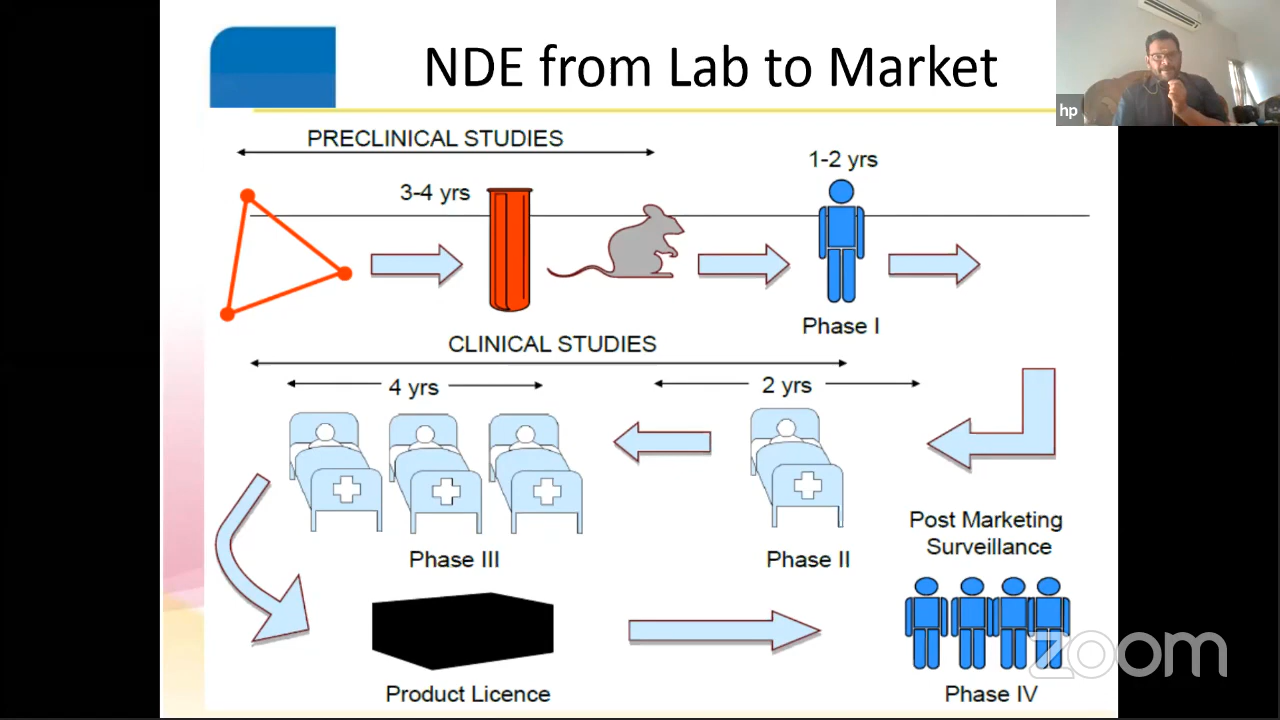 NDE from Lab to Market
hp
PRECLINICAL STUDIES
3-4 yrs
1-2 yrs
Phase I
CLINICAL STUDIES
4 yrs
2 yrs
Phase III
Phase II
Post Marketing
Surveillance
Product Licence
Phase IV
zoom